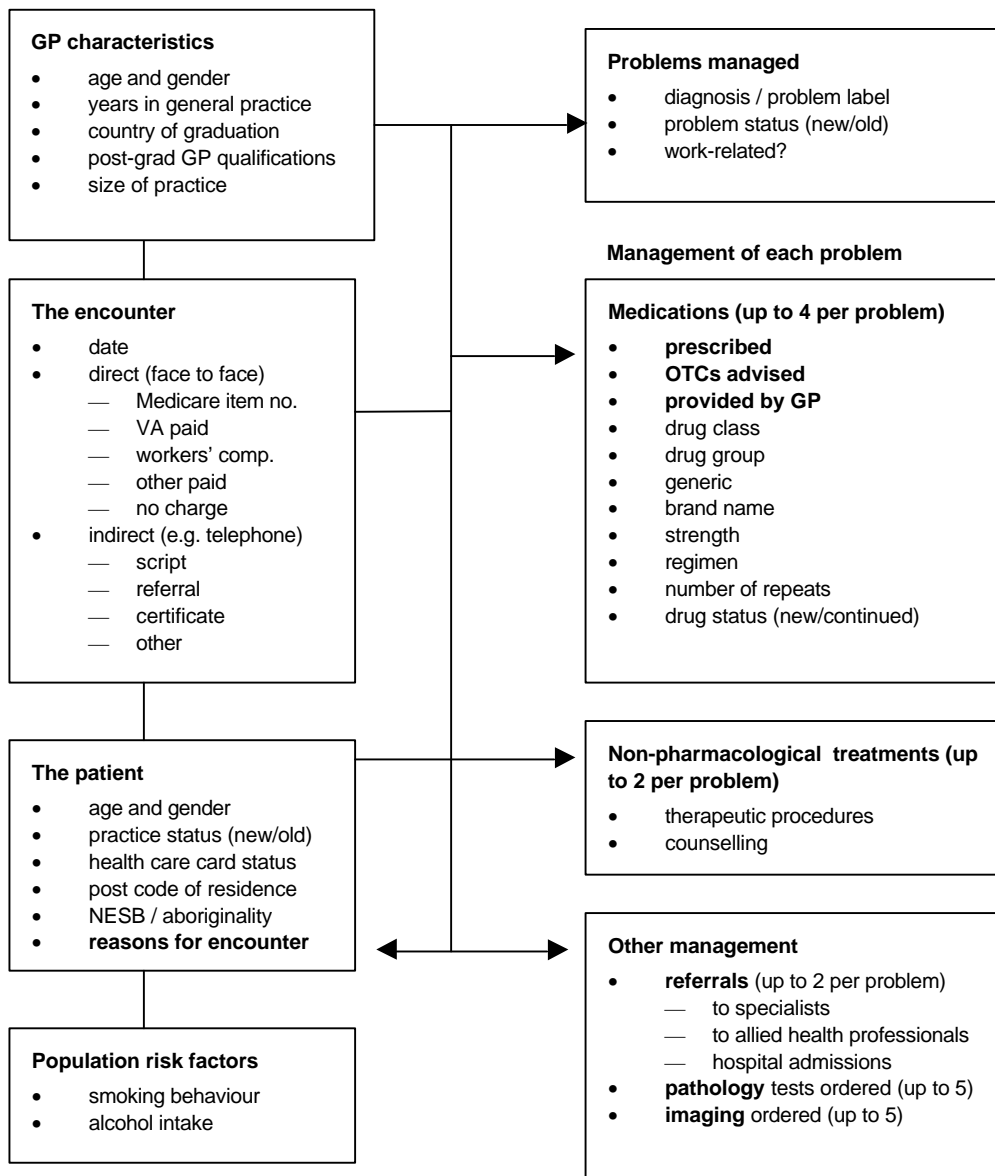 GP characteristics
• age and gender
• years in general practice
• country of graduation
• post-grad GP qualifications
• size of practice
The encounter
• date
• direct (face to face)
— Medicare item no.
— VA paid
— workers' comp.
— other paid
— no charge
• indirect (e.g. telephone)
— script
— referral
— certificate
— other
The patient
• age and gender
• practice status (new/old)
• health care card status
• post code of residence
• NESB / aboriginality
• reasons for encounter
Population risk factors
• smoking behaviour
• alcohol intake
Problems managed
• diagnosis / problem label
• problem status (new/old)
• work-related?
Management of each problem
Medications (up to 4 per problem)
• prescribed
• OTCs advised
• provided by GP
• drug class
• drug group
• generic
• brand name
• strength
• regimen
• number of repeats
• drug status (new/continued)
Non-pharmacological treatments (up
to 2 per problem)
• therapeutic procedures
• counselling
Other management
• referrals (up to 2 per problem)
— to specialists
— to allied health professionals
— hospital admissions
• pathology tests ordered (up to 5)
• imaging ordered (up to 5)